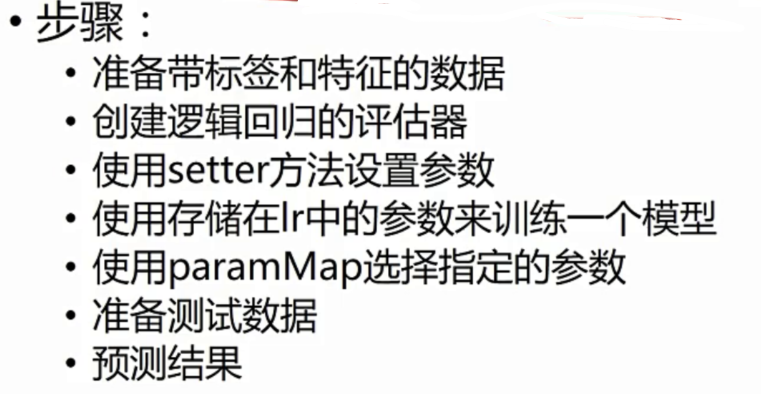 • 步骤：
• 准备带标签和特征的数据
• 创建逻辑回归的评估器
• 使用setter方法设置参数
• 使用存储在lr中的参数来训练一个模型
• 使用paramMap选择指定的参数
• 准备测试数据
• 预测结果